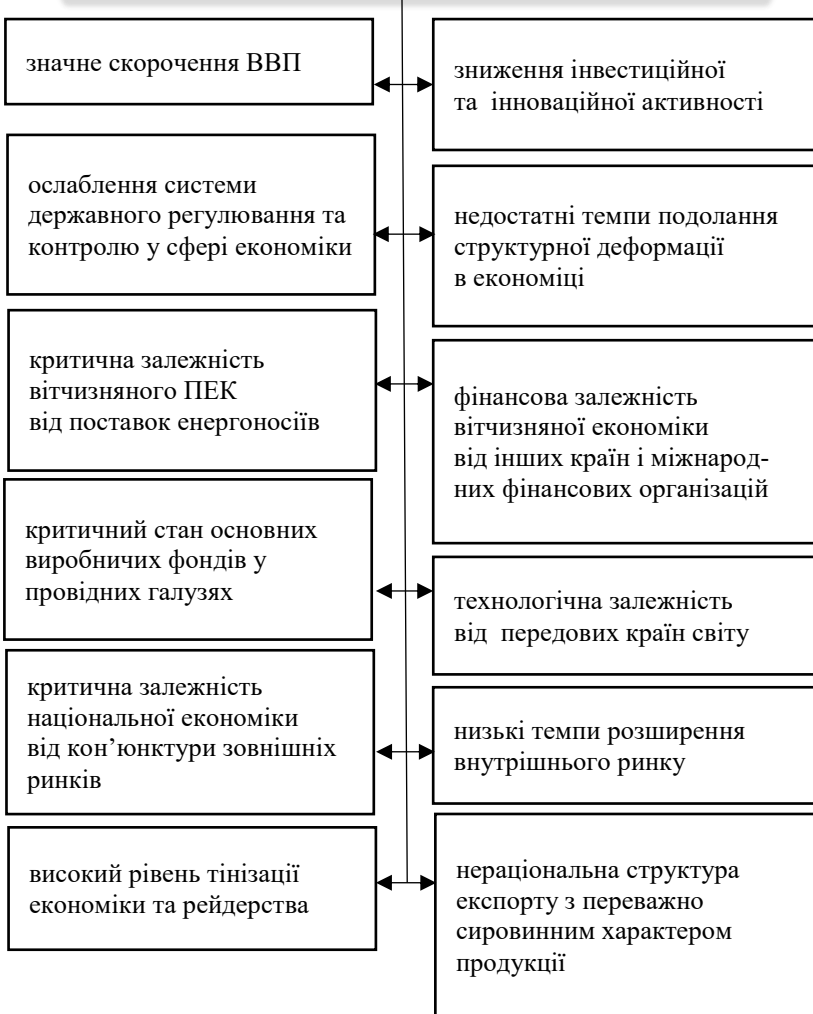 значне скорочення ВВП
зниження інвестиційної
та інноваційної активності
ослаблення системи
державного регулювання та
контролю у сфері економіки
недостатні темпи подолання
структурної деформації
в економіці
критична залежність
вітчизняного ПЕК
від поставок енергоносіїв
фінансова залежність
вітчизняної економіки
від інших країн і міжнарод-
них фінансових організацій
критичний стан основних
виробничих фондів у
провідних галузях
технологічна залежність
від передових країн світу
критична залежність
національної економіки
від кон’юнктури зовнішніх
ринків
низькі темпи розширення
внутрішнього ринку
високий рівень тінізації
економіки та рейдерства
нераціональна структура
експорту з переважно
сировинним характером
продукції